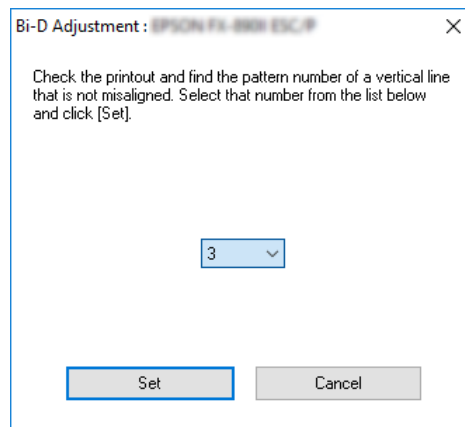 Bi-D Adjustment :
Check the printout and find the pattern number of a vertical line
that is not misaligned. Select that number from the list below
and click [Set].
3
Set
Cancel